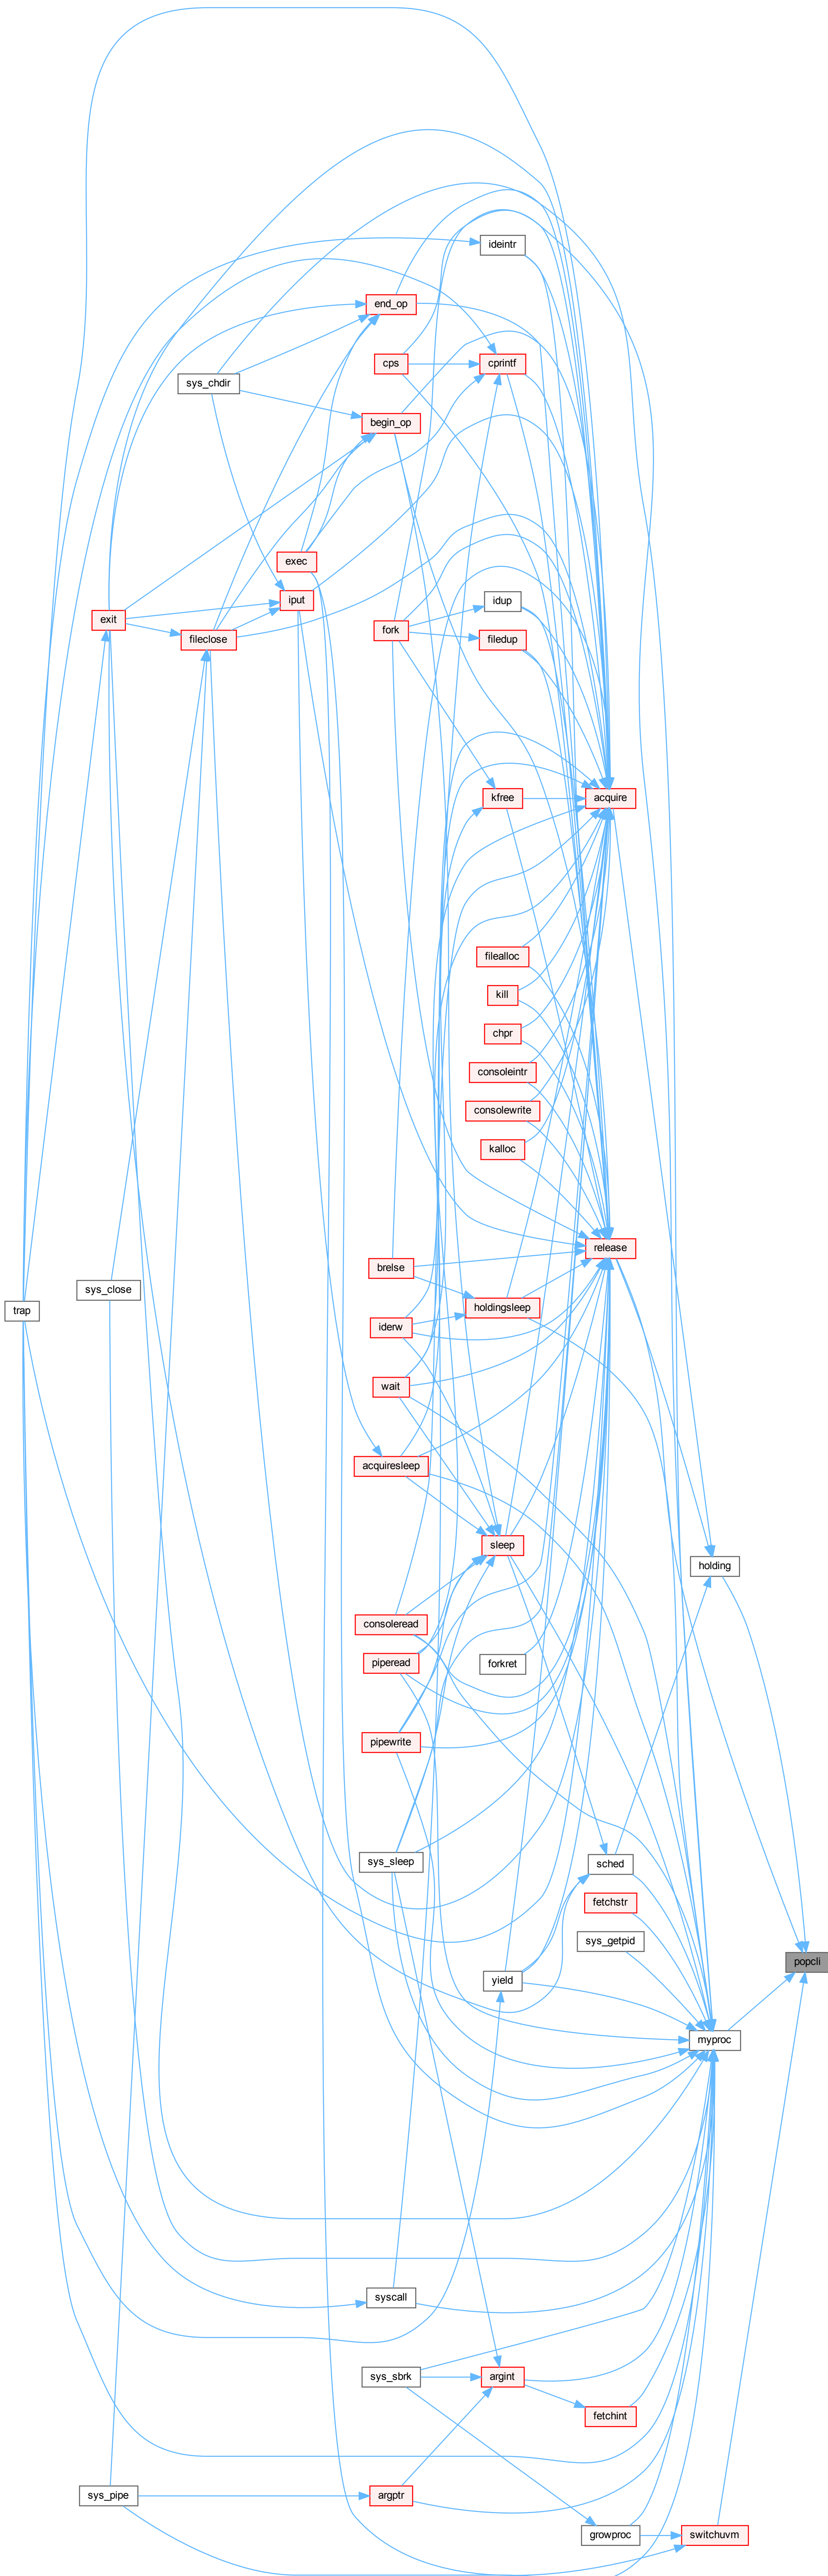 ideintr
end_op
cps
cprintf
sys_chdir
begin_op
exec
iput
idup
exit
fork
filedup
fileclose
kfree
acquire
filealloc
kill
chpr
consoleintr
consolewrite
kalloc
release
brelse
sys_close
trap
holdingsleep
iderw
wait
acquiresleep
sleep
holding
consoleread
piperead
forkret
pipewrite
sys_sleep
sched
fetchstr
sys_getpid
popcli
yield
myproc
syscall
sys_sbrk
argint
fetchint
sys_pipe
argptr
growproc
switchuvm